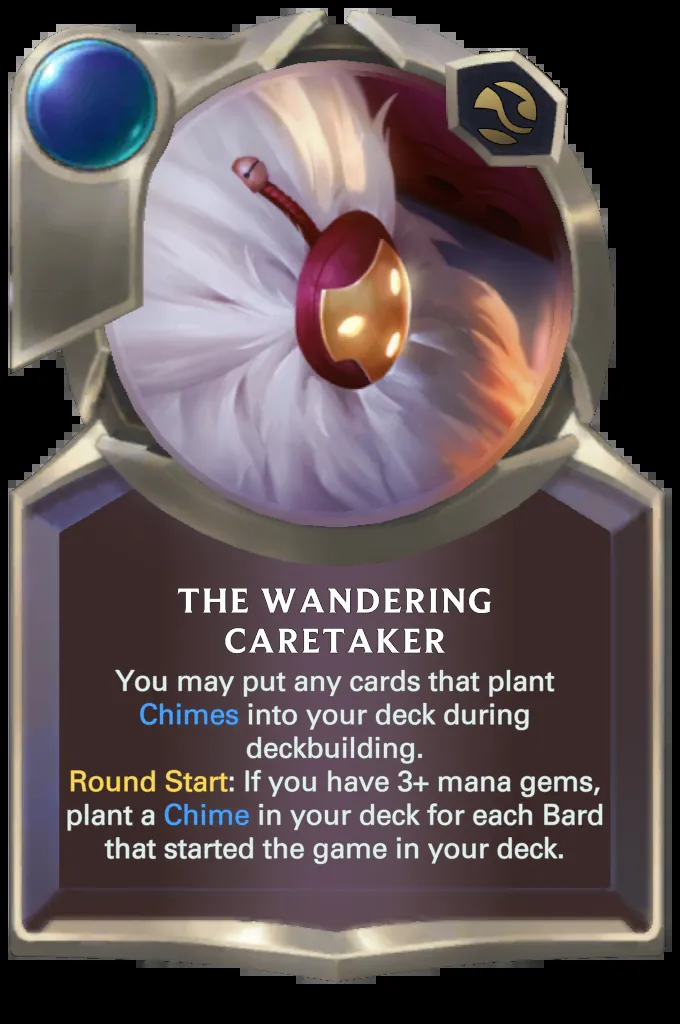 THE WANDERING
CARETAKER
You may put any cards that plant
Chimes into your deck during
deckbuilding.
Round Start: If you have 3+ mana gems,
plant a Chime in your deck for each Bard
that started the game in your deck.